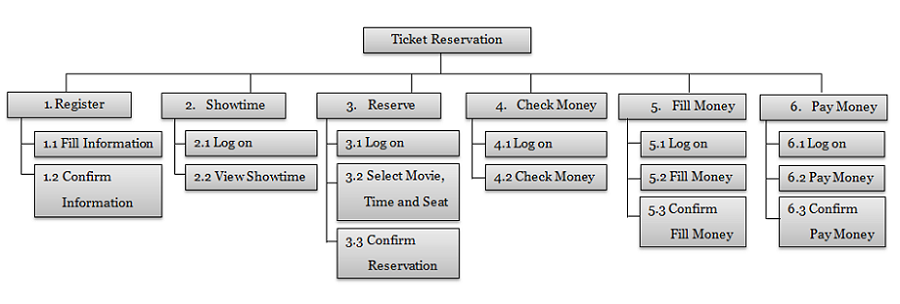 Ticket Reservation
1. Register
2. Showtime
3. Reserve
4. Check Money
5. Fill Money
6. Pay Money
1.1 Fill Information
1.2 Confirm
Information
2.1 Log on
2.2 View Showtime
3.1 Log on
3.2 Select Movie,
Time and Seat
3.3 Confirm
Reservation
4.1 Log on
4.2 Check Money
5.1 Log on
5.2 Fill Money
5.3 Confirm
Fill Money
6.1 Log on
6.2 Pay Money
6.3 Confirm
Pay Money